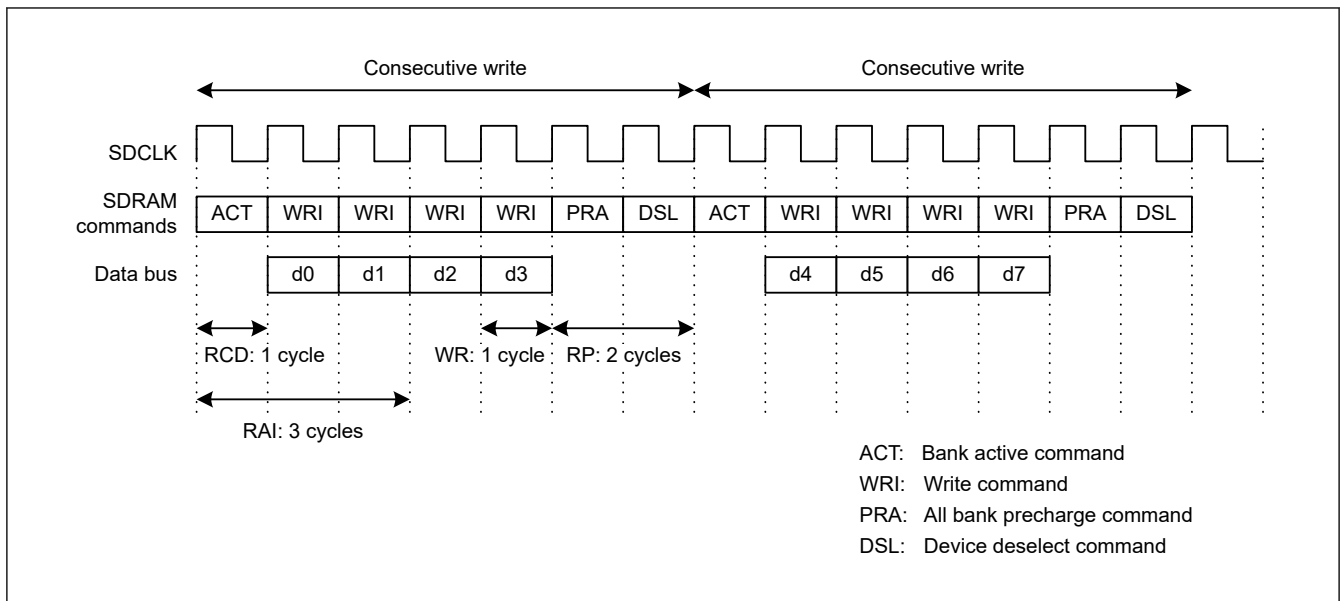 Consecutive write Consecutive write
SDCLK
SDRAM commands
ACT WRI WRI WRI WRI PRA DSL ACT WRI WRI WRI WRI PRA DSL
Data bus d0 d1 d2 d3 d4 d5 d6 d7
RCD: 1 cycle WR: 1 cycle RP: 2 cycles
RAI: 3 cycles
ACT: Bank active command
WRI: Write command
PRA: All bank precharge command
DSL: Device deselect command